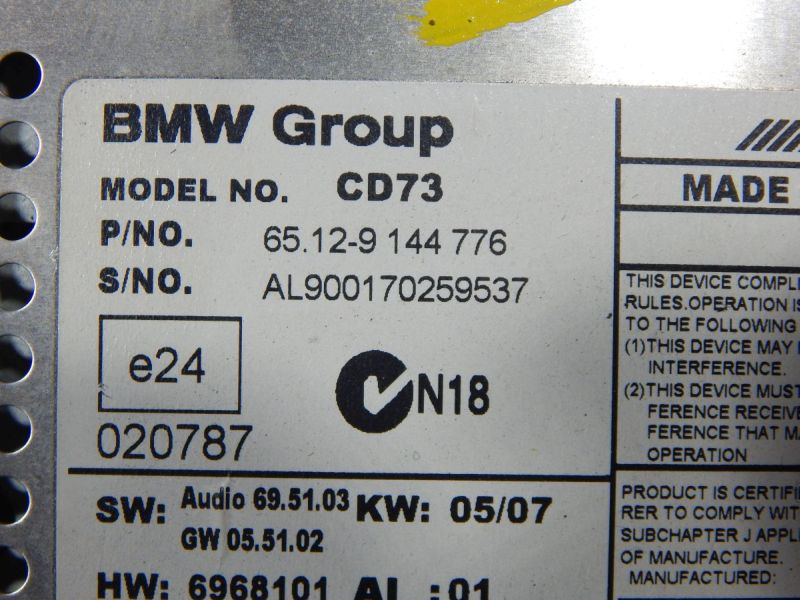 BMW Group
MODEL NO. CD73
P/NO. 65.12-9 144 776
S/NO. AL900170259537
e24
020787
N18
SW: Audio 69.51.03 KW: 05/07
GW 05.51.02
HW: 6968101 AI : 01
MADE
THIS DEVICE COMPLI
RULES.OPERATION IS
TO THE FOLLOWING
(1)THIS DEVICE MAY
INTERFERENCE.
(2)THIS DEVICE MUST
FERENCE RECEIVE
FERENCE THAT MA
OPERATION
PRODUCT IS CERTIFI
RER TO COMPLY WIT
SUBCHAPTER J APPL
OF MANUFACTURE.
MANUFACTURED: